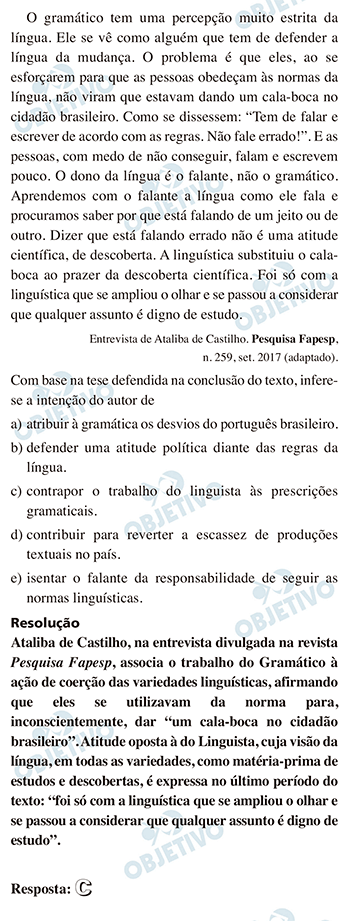 O gramático tem uma percepção muito estrita da
língua. Ele se vê como alguém que tem de defender a
língua da mudança. O problema é que eles, ao se
esforçarem para que as pessoas obedeçam às normas da
língua, não viram que estavam dando um cala-boca no
cidadão brasileiro. Como se dissessem: “Tem de falar e
escrever de acordo com as regras. Não fale errado!”. E as
pessoas, com medo de não conseguir, falam e escrevem
pouco. O dono da língua é o falante, não o gramático.
Aprendemos com o falante a língua como ele fala e
procuramos saber por que está falando de um jeito ou de
outro. Dizer que está falando errado não é uma atitude
científica, de descoberta. A linguística substituiu o cala-
boca ao prazer da descoberta científica. Foi só com a
linguística que se ampliou o olhar e se passou a considerar
que qualquer assunto é digno de estudo.
Entrevista de Ataliba de Castilho. Pesquisa Fapesp,
n. 259, set. 2017 (adaptado).
Com base na tese defendida na conclusão do texto, infere-
se a intenção do autor de
a) atribuir à gramática os desvios do português brasileiro.
b) defender uma atitude política diante das regras da
língua.
c) contrapor o trabalho do linguista às prescrições
gramaticais.
d) contribuir para reverter a escassez de produções
textuais no país.
e) isentar o falante da responsabilidade de seguir as
normas linguísticas.
Resolução
Ataliba de Castilho, na entrevista divulgada na revista
Pesquisa Fapesp, associa o trabalho do Gramático à
ação de coerção das variedades linguísticas, afirmando
que eles se utilizavam da norma para,
inconscientemente, dar “um cala-boca no cidadão
brasileiro”. Atitude oposta à do Linguista, cuja visão da
língua, em todas as variedades, como matéria-prima de
estudos e descobertas, é expressa no último período do
texto: “foi só com a linguística que se ampliou o olhar e
se passou a considerar que qualquer assunto é digno de
estudo”.
Resposta: C
OBJETIVO
OBJETIVO
OBJETIVO
OBJETIVO
OBJETIVO
OBJETIVO
OBJETIVO
OBJETIVO
OBJETIVO
OBJETIVO